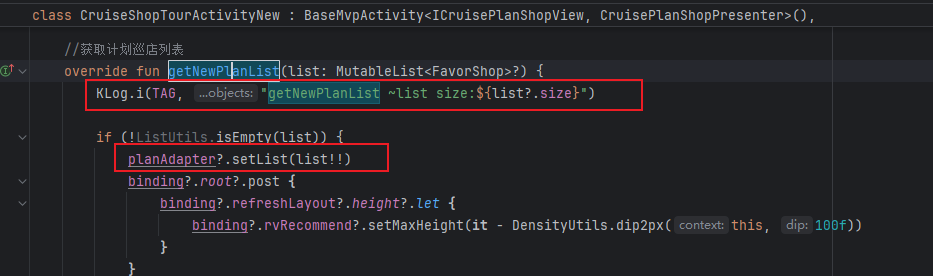 class CruiseShopTourActivityNew : BaseMvpActivity<ICruisePlanShopView, CruisePlanShopPresenter>(),
//获取计划巡店列表
override fun getNewPlanList(list: MutableList<FavorShop>?) {
KLog.i(TAG, ...objects: "getNewPlanList ~list size:${list?.size}")
if (!ListUtils.isEmpty(list)) {
planAdapter?.setList(list!!)
binding?.root?.post {
binding?.refreshLayout?.height?.let {
binding?.rvRecommend?.setMaxHeight(it - DensityUtils.dip2px( context: this, dip: 100f))
}
}